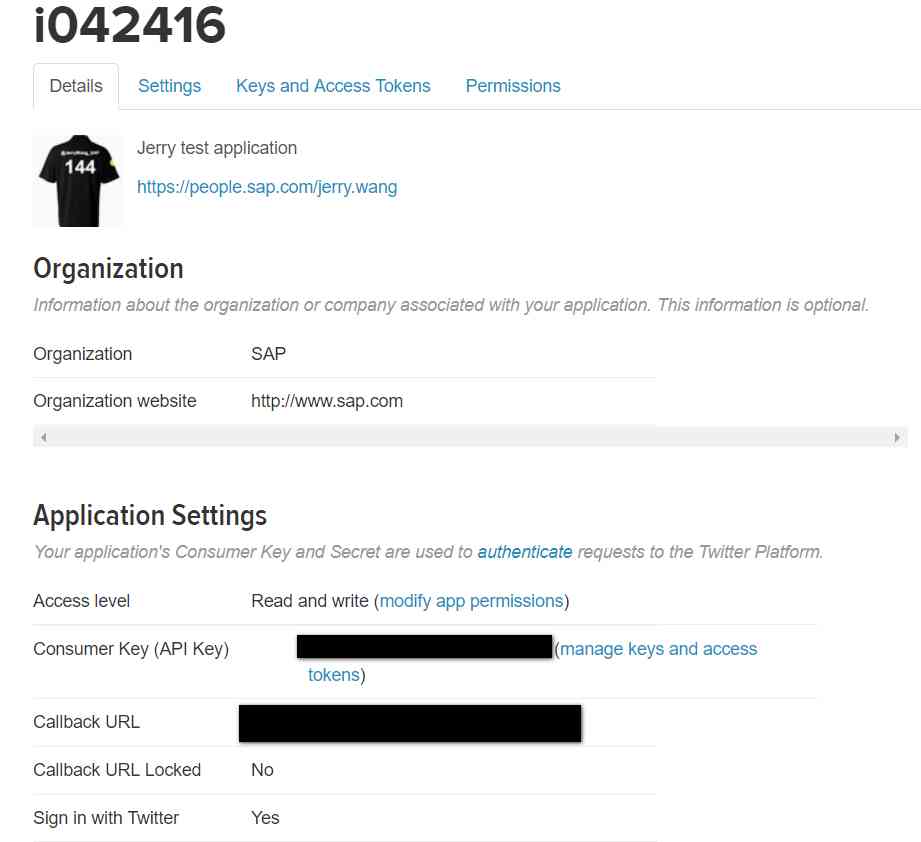 i042416
Details Settings Keys and Access Tokens Permissions
144
Jerry test application
https://people.sap.com/jerry.wang
Organization
Information about the organization or company associated with your application. This information is optional.
Organization SAP
Organization website http://www.sap.com
Application Settings
Your application's Consumer Key and Secret are used to authenticate requests to the Twitter Platform.
Access level Read and write (modify app permissions)
Consumer Key (API Key) (manage keys and access
tokens)
Callback URL
Callback URL Locked No
Sign in with Twitter Yes